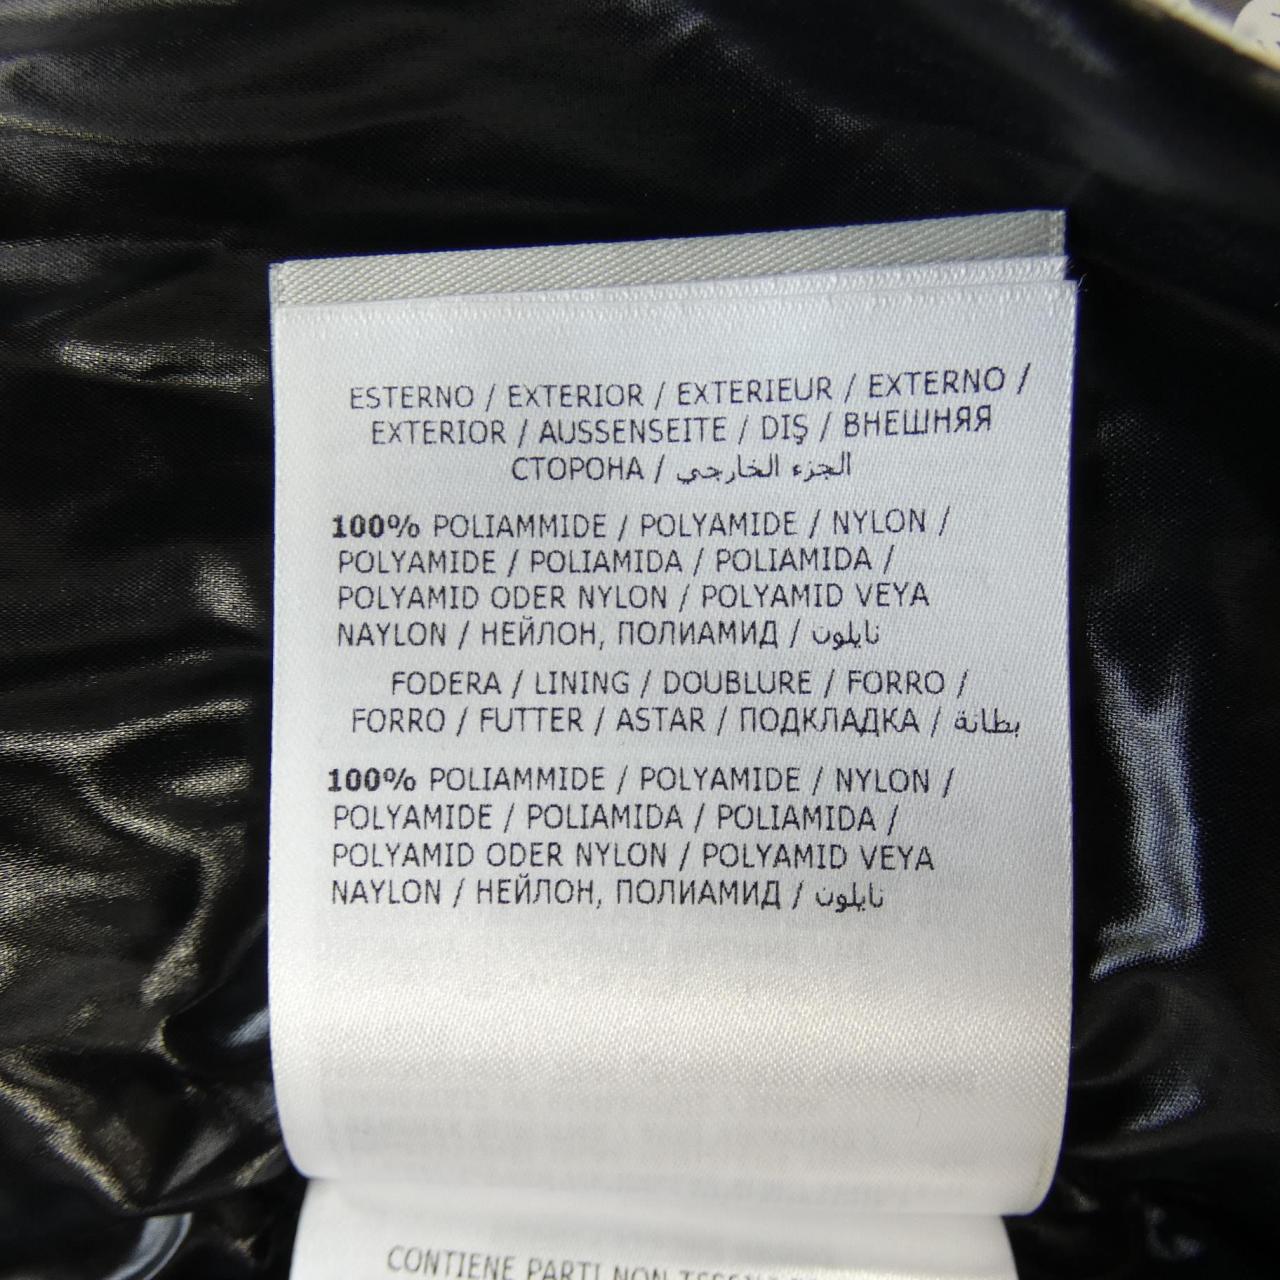 ESTERNO / EXTERIOR / EXTERIEUR / EXTERNO /
EXTERIOR / AUSSENSEITE / DIŞ / ВНЕШНЯЯ
СТОРОНА / الجزء الخارجي
100% POLIAMMIDE / POLYAMIDE / NYLON /
POLYAMIDE / POLIAMIDA / POLIAMIDA /
POLYAMID ODER NYLON / POLYAMID VEYA
NAYLON / НЕЙЛОН, ПОЛИАМИД / نايلون
FODERA / LINING / DOUBLURE / FORRO /
FORRO / FUTTER / ASTAR / ПОДКЛАДКА / بطانة
100% POLIAMMIDE / POLYAMIDE / NYLON /
POLYAMIDE / POLIAMIDA / POLIAMIDA /
POLYAMID ODER NYLON / POLYAMID VEYA
NAYLON / НЕЙЛОН, ПОЛИАМИД / نايلون
CONTIENE PARTI NON